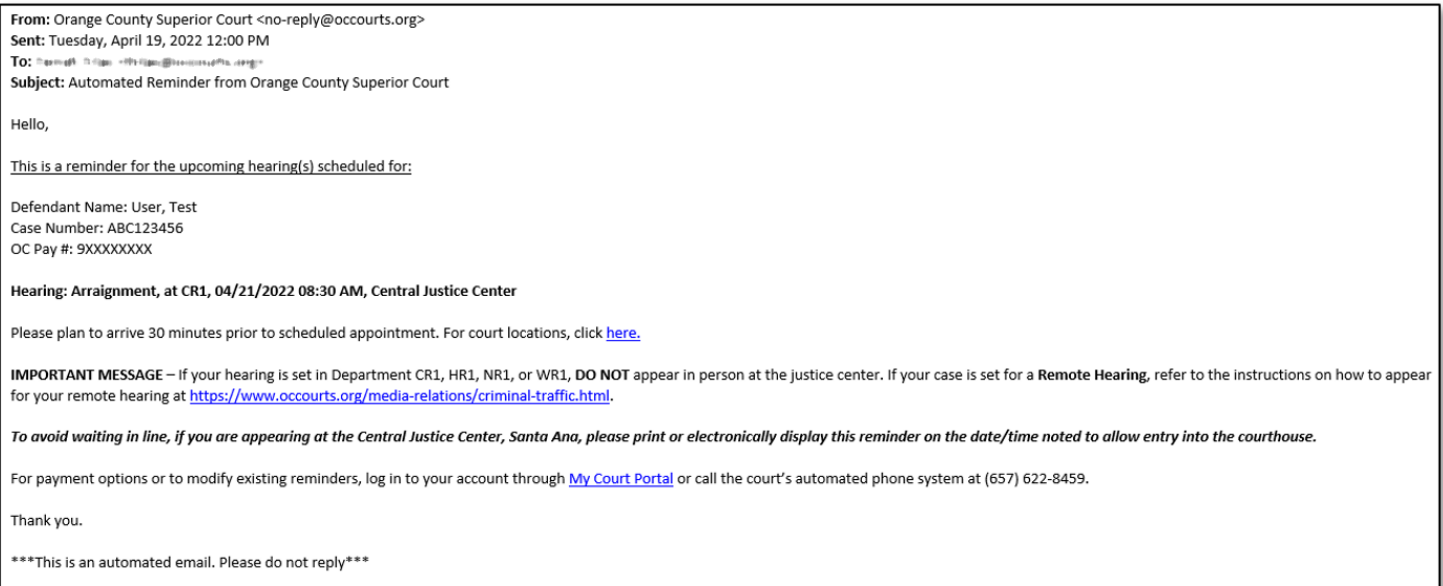 From: Orange County Superior Court <no-reply@occourts.org>
Sent: Tuesday, April 19, 2022 12:00 PM
To:
Subject: Automated Reminder from Orange County Superior Court
Hello,
This is a reminder for the upcoming hearing(s) scheduled for:
Defendant Name: User, Test
Case Number: ABC123456
OC Pay #: 9XXXXXXXX
Hearing: Arraignment, at CR1, 04/21/2022 08:30 AM, Central Justice Center
Please plan to arrive 30 minutes prior to scheduled appointment. For court locations, click here.
IMPORTANT MESSAGE – If your hearing is set in Department CR1, HR1, NR1, or WR1, DO NOT appear in person at the justice center. If your case is set for a Remote Hearing, refer to the instructions on how to appear
for your remote hearing at https://www.occourts.org/media-relations/criminal-traffic.html.
To avoid waiting in line, if you are appearing at the Central Justice Center, Santa Ana, please print or electronically display this reminder on the date/time noted to allow entry into the courthouse.
For payment options or to modify existing reminders, log in to your account through My Court Portal or call the court's automated phone system at (657) 622-8459.
Thank you.
***This is an automated email. Please do not reply***